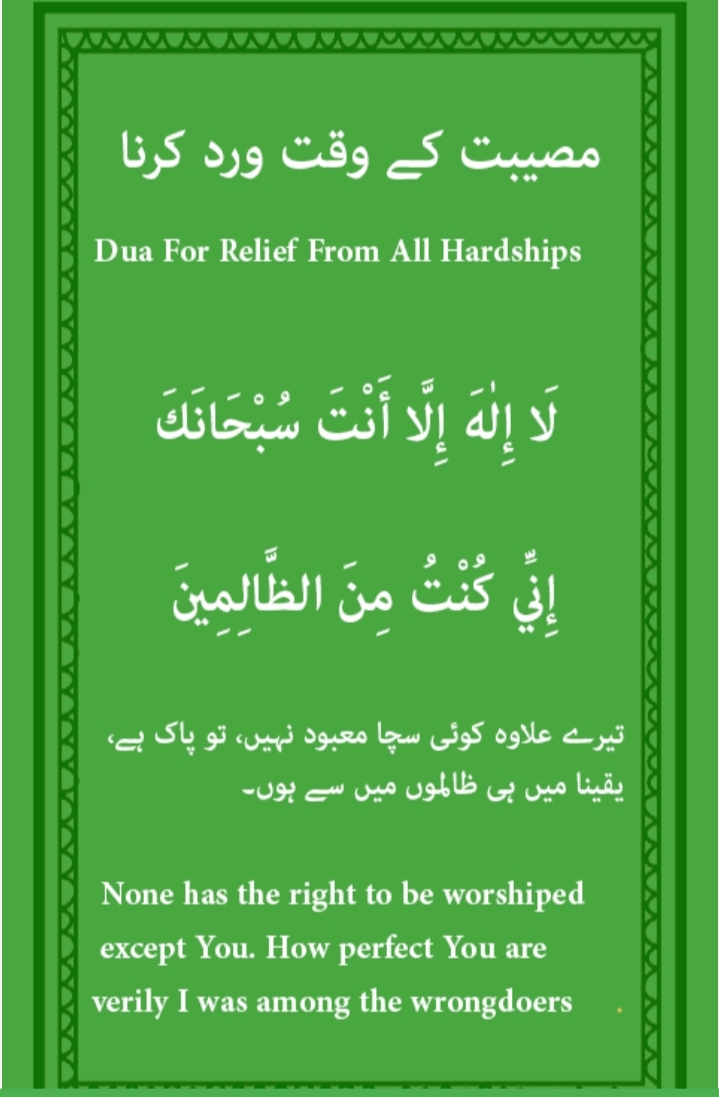 مصیبت کے وقت ورد کرنا
Dua For Relief From All Hardships
لَا إِلٰهَ إِلَّا أَنْتَ سُبْحَانَكَ
إِنِّي كُنْتُ مِنَ الظَّالِمِينَ
تیرے علاوہ کوئی سچا معبود نہیں، تو پاک ہے،
یقینا میں ہی ظالموں میں سے ہوں۔
None has the right to be worshiped
except You. How perfect You are
verily I was among the wrongdoers